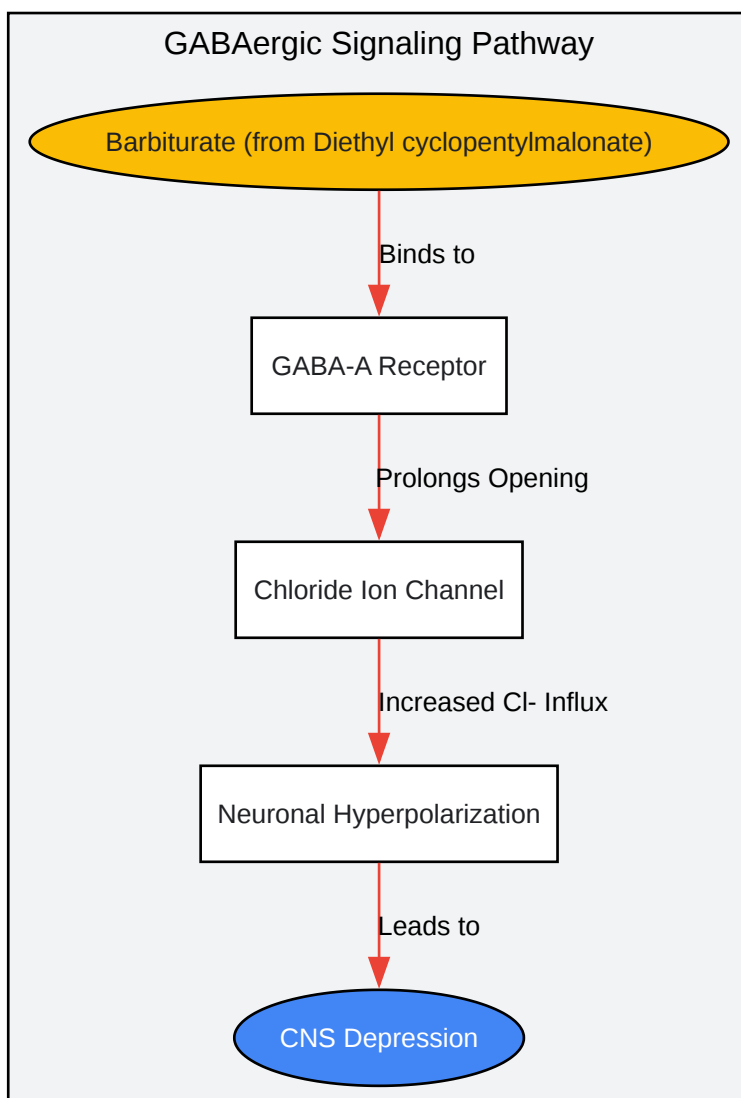 GABAergic Signaling Pathway
Barbiturate (from Diethyl cyclopentylmalonate)
Binds to
GABA-A Receptor
Prolongs Opening
Chloride Ion Channel
Increased Cl- Influx
Neuronal Hyperpolarization
Leads to
CNS Depression